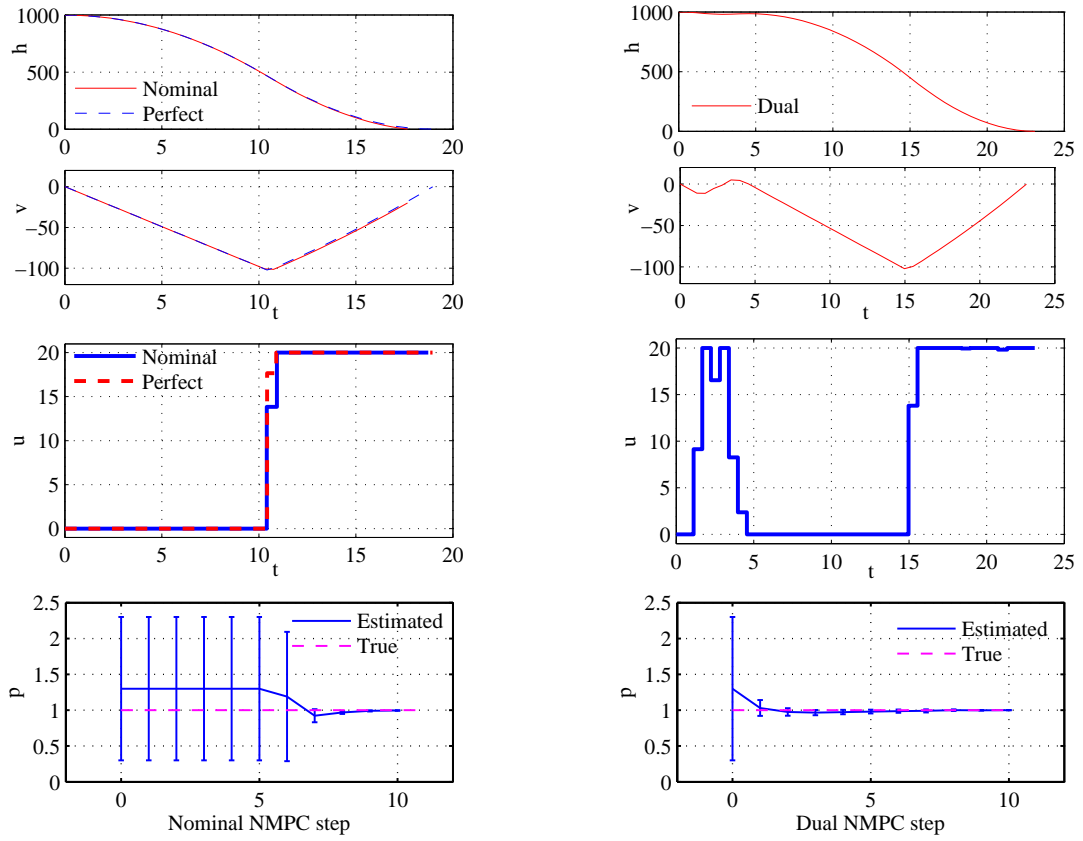 1000
500
0
h
Nominal
Perfect
0 5 10 15 20
0
−50
−100
v
0 5 10 15 20
t
20
15
10
5
0
u
Nominal
Perfect
0 5 10 15 20
t
2.5
2
1.5
1
0.5
0
p
Estimated
True
0 5 10
Nominal NMPC step
1000
500
0
h
Dual
0 5 10 15 20 25
0
−50
−100
v
0 5 10 15 20 25
t
20
15
10
5
0
u
0 5 10 15 20 25
t
2.5
2
1.5
1
0.5
0
p
Estimated
True
0 5 10
Dual NMPC step